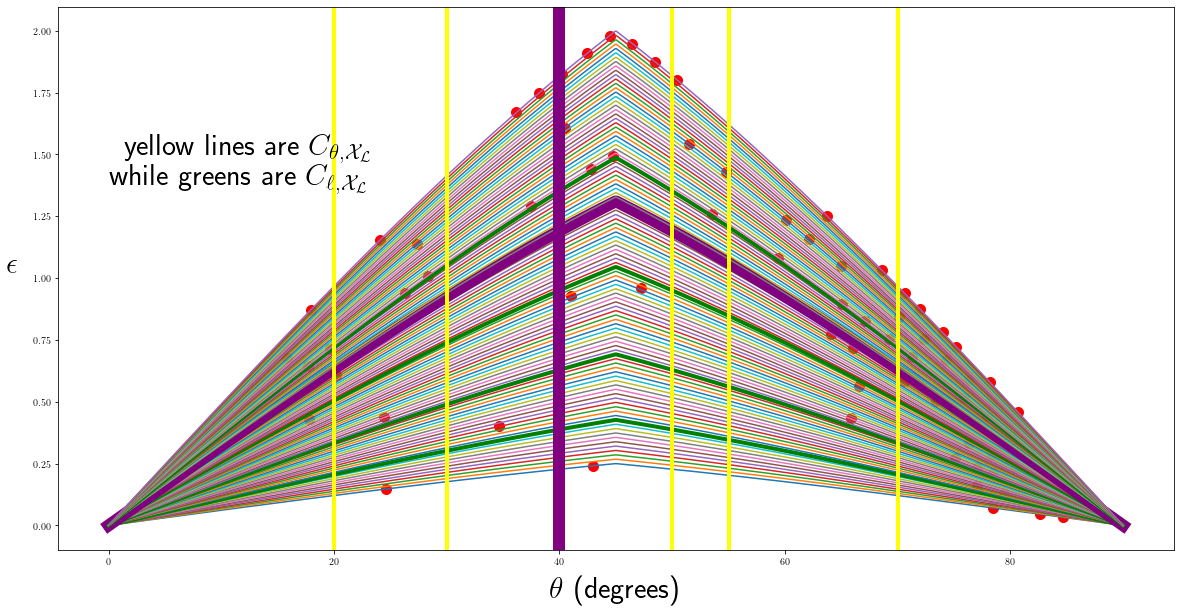 2.00
1.75
1.50
1.25
1.00
0.75
0.50
0.25
0.00
ϵ
yellow lines are $C_{\theta,\mathcal{X}_{\mathcal{L}}}$
while greens are $C_{\ell,\mathcal{X}_{\mathcal{L}}}$
0 20 40 60 80
θ (degrees)